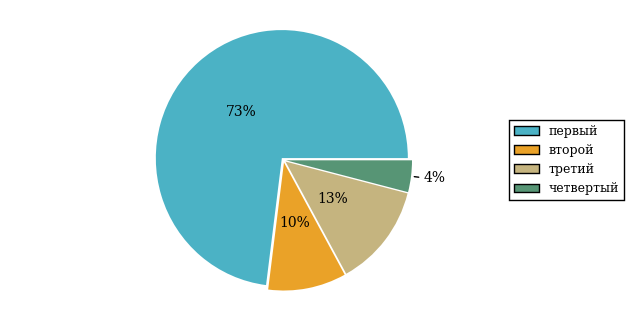 73%
10%
13%
4%
первый
второй
третий
четвертый